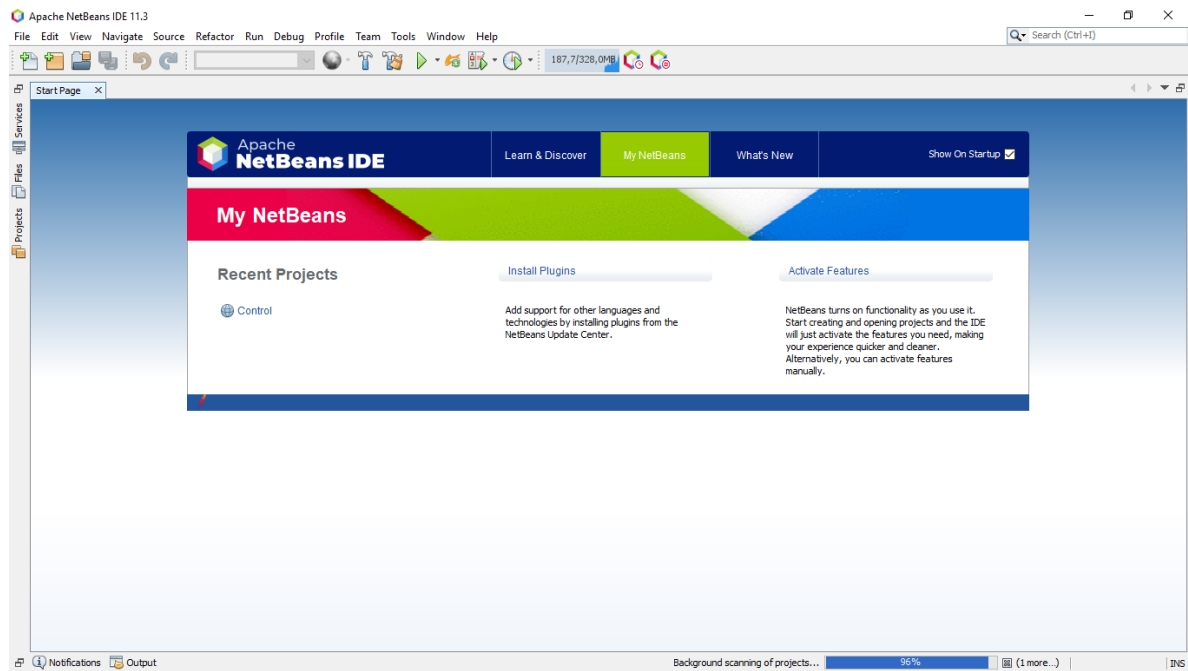 Apache NetBeans IDE 11.3
File Edit View Navigate Source Refactor Run Debug Profile Team Tools Window Help
Search (Ctrl+I)
187,7/328,0MB
Start Page
Services
Files
Projects
Apache
NetBeans IDE
Learn & Discover
My NetBeans
What's New
Show On Startup
My NetBeans
Recent Projects
Control
Install Plugins
Add support for other languages and
technologies by installing plugins from the
NetBeans Update Center.
Activate Features
NetBeans turns on functionality as you use it.
Start creating and opening projects and the IDE
will just activate the features you need, making
your experience quicker and cleaner.
Alternatively, you can activate features
manually.
Notifications Output
Background scanning of projects... 96% (1 more...) INS